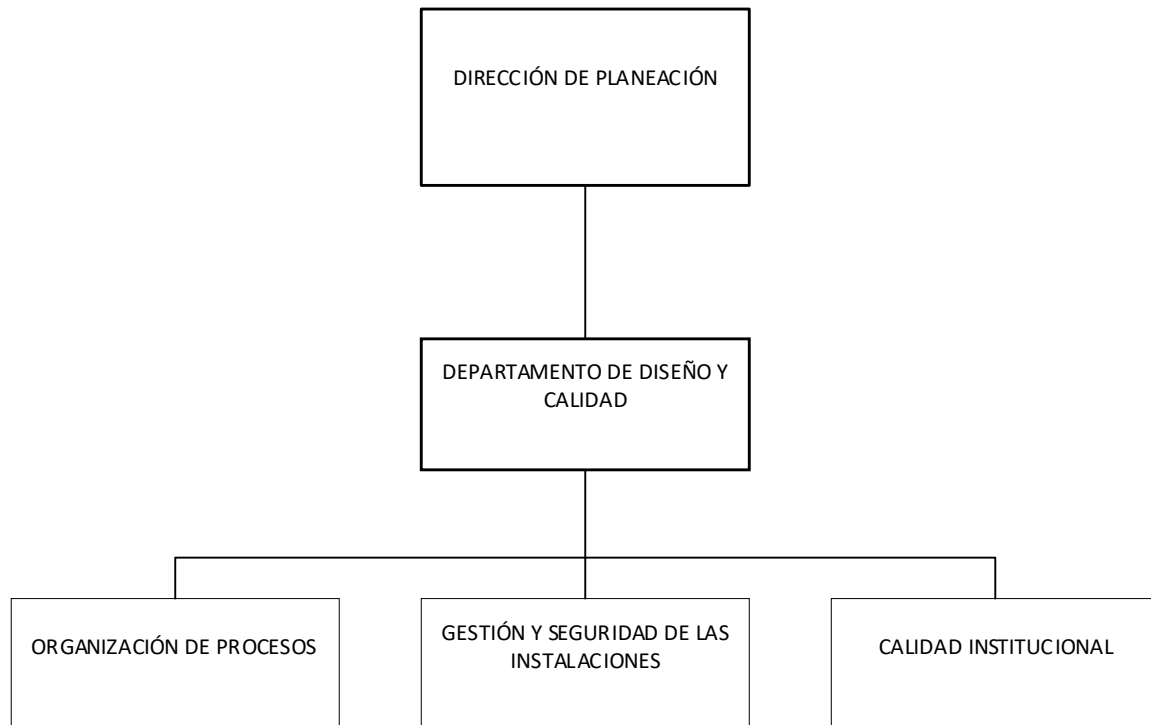 DIRECCIÓN DE PLANEACIÓN
DEPARTAMENTO DE DISEÑO Y
CALIDAD
ORGANIZACIÓN DE PROCESOS
GESTIÓN Y SEGURIDAD DE LAS
INSTALACIONES
CALIDAD INSTITUCIONAL